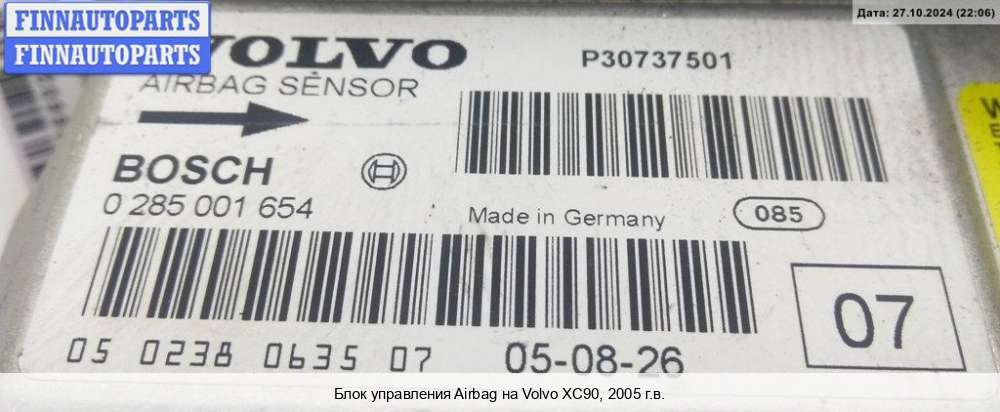 FINNAUTOPARTS
FINNAUTOPARTS
Дата: 27.10.2024 (22:06)
VOLVO
P30737501
AIRBAG SENSOR
BOSCH
0 285 001 654
Made in Germany
085
07
05 0238 0635 07
05-08-26
Блок управления Airbag на Volvo XC90, 2005 г.в.